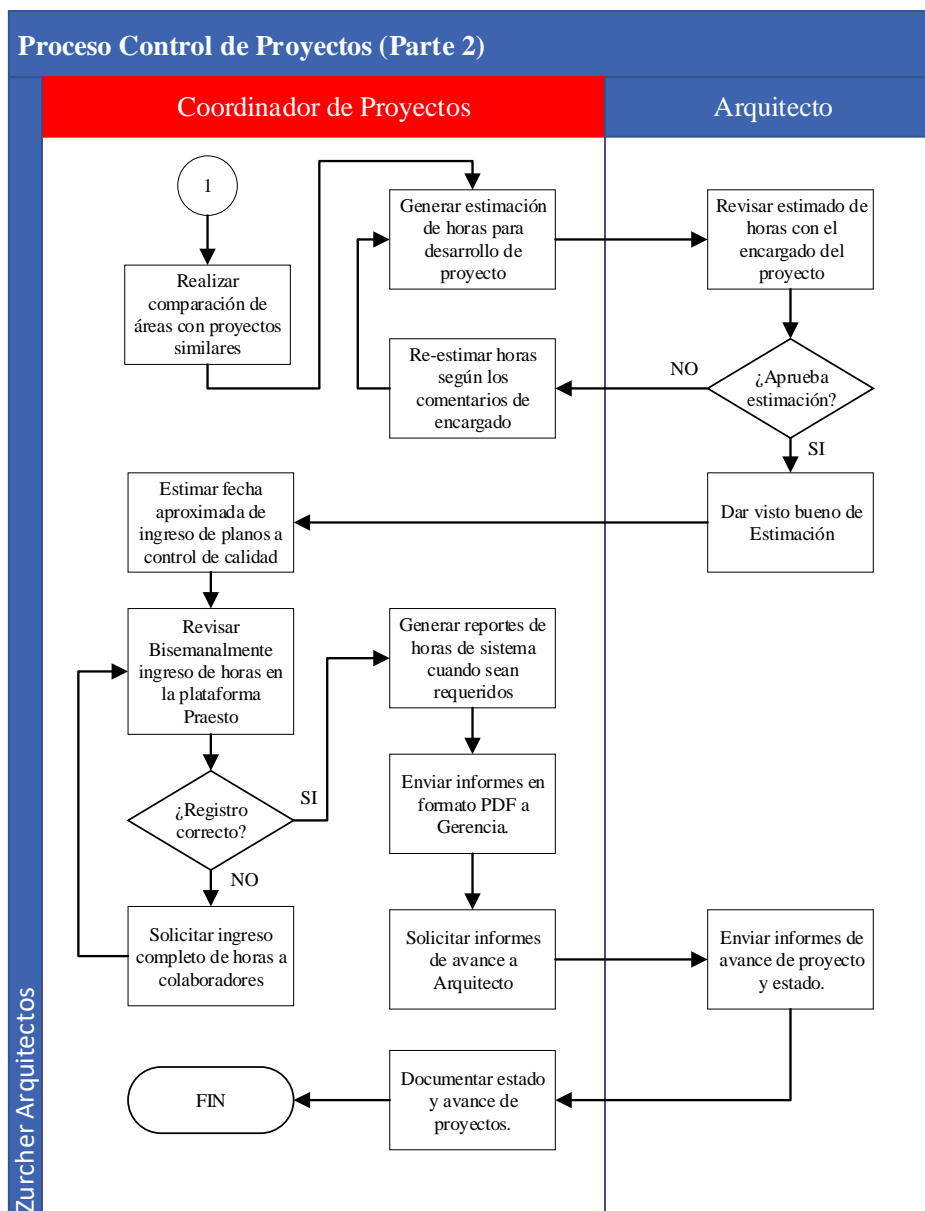 Proceso Control de Proyectos (Parte 2)
Coordinador de Proyectos
Arquitecto
1
Realizar
comparación de
áreas con proyectos
similares
Generar estimación
de horas para
desarrollo de
proyecto
Revisar estimado de
horas con el
encargado del
proyecto
Re-estimar horas
según los
comentarios de
encargado
NO
¿Aprueba
estimación?
SI
Estimar fecha
aproximada de
ingreso de planos a
control de calidad
Dar visto bueno de
Estimación
Revisar
Bisemanalmente
ingreso de horas en
la plataforma
Praesto
Generar reportes de
horas de sistema
cuando sean
requeridos
¿Registro
correcto?
SI
NO
Enviar informes en
formato PDF a
Gerencia.
Solicitar ingreso
completo de horas a
colaboradores
Solicitar informes
de avance a
Arquitecto
Enviar informes de
avance de proyecto
y estado.
FIN
Documentar estado
y avance de
proyectos.
Zurcher Arquitectos